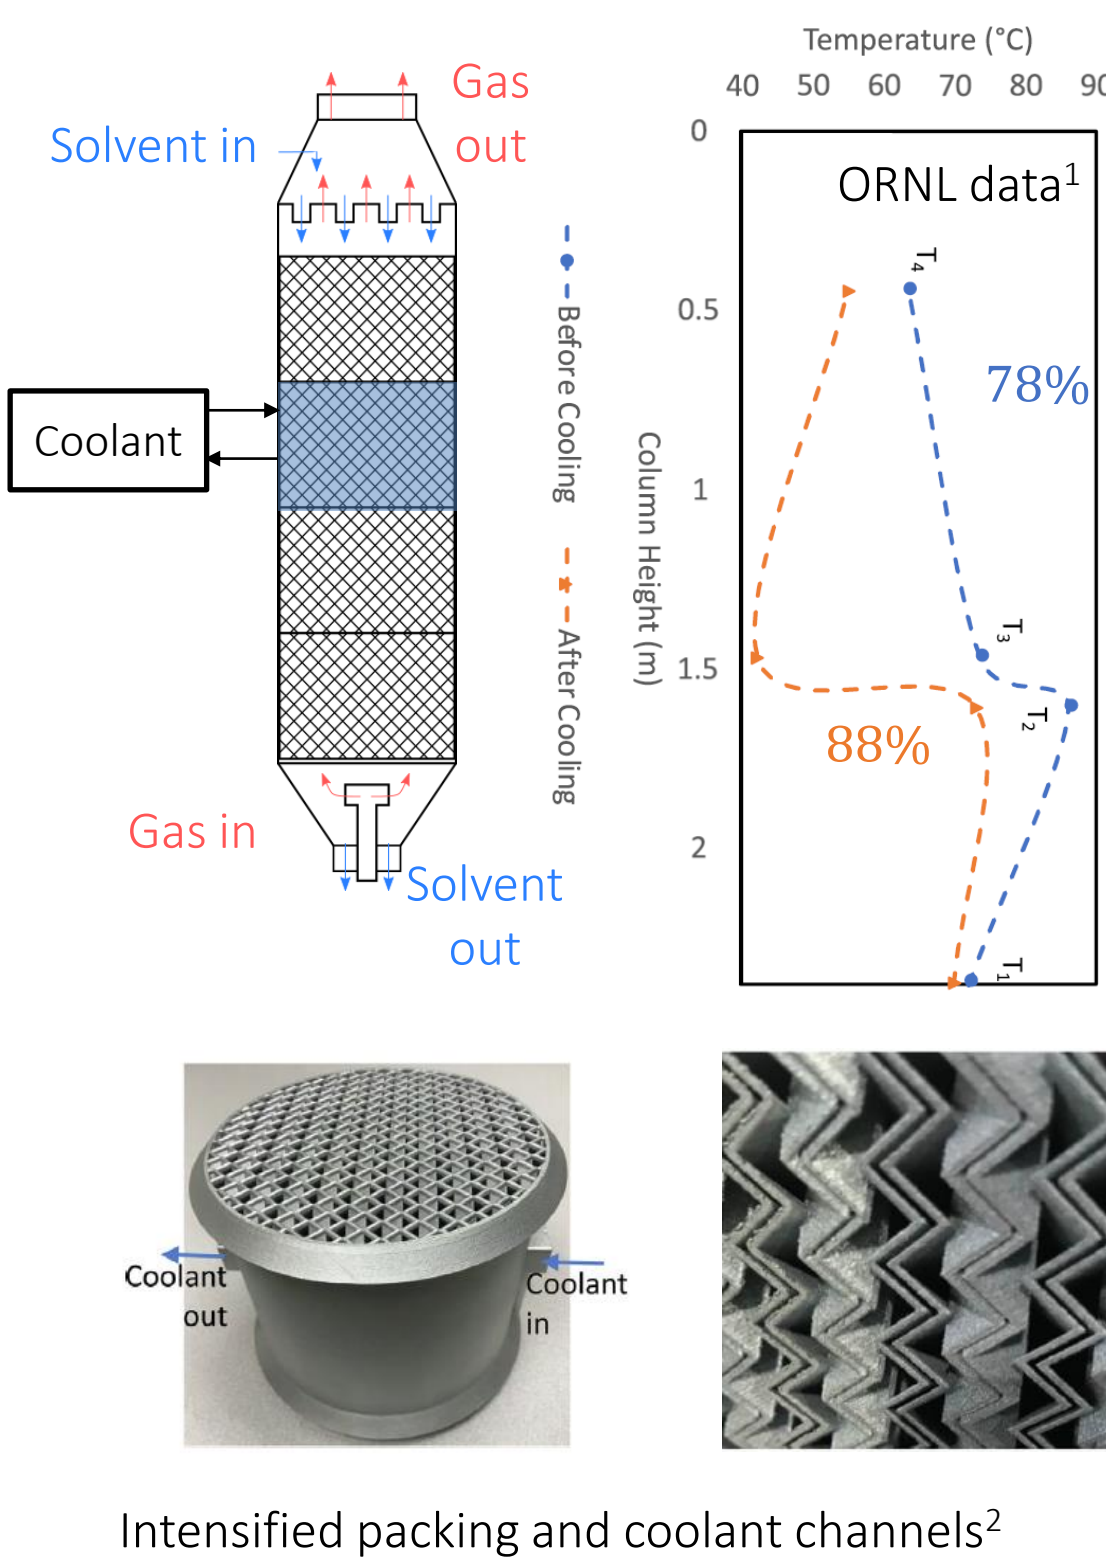 Gas
out
Solvent in
Coolant
Gas in
Solvent
out
Before Cooling
After Cooling
Temperature (°C)
40 50 60 70 80 90
Column Height (m)
0
0.5
1
1.5
2
ORNL data¹
T₄
78%
T₃
T₂
88%
T₁
Coolant
out
Coolant
in
Intensified packing and coolant channels²